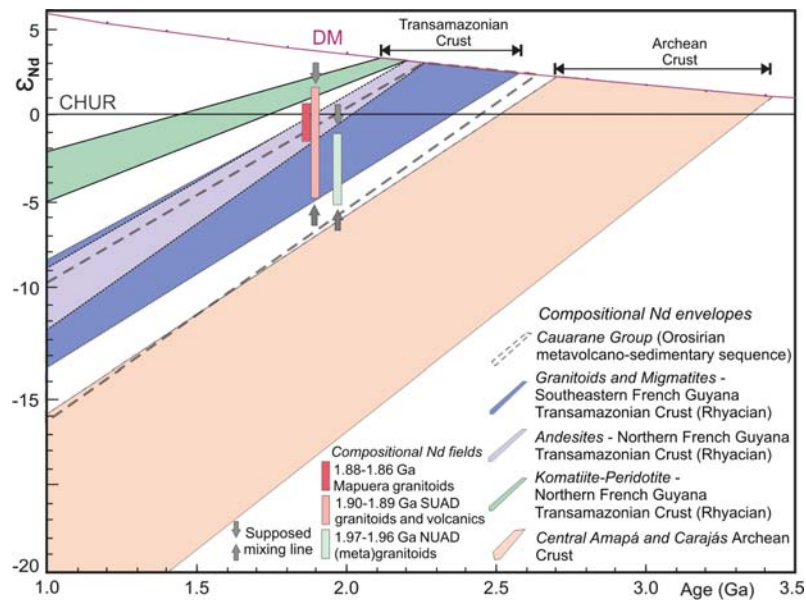 5
0
-5
-10
-15
-20
εNd
DM
CHUR
Transamazonian
Crust
Archean
Crust
Compositional Nd envelopes
Cauarane Group (Orosirian
metavolcano-sedimentary sequence)
Granitoids and Migmatites -
Southeastern French Guyana
Transamazonian Crust (Rhyacian)
Andesites - Northern French Guyana
Transamazonian Crust (Rhyacian)
Komatiite-Peridotite -
Northern French Guyana
Transamazonian Crust (Rhyacian)
Central Amapá and Carajás Archean
Crust
Compositional Nd fields
1.88-1.86 Ga
Mapuera granitoids
1.90-1.89 Ga SUAD
granitoids and volcanics
1.97-1.96 Ga NUAD
(meta)granitoids
Supposed
mixing line
1.0 1.5 2.0 2.5 3.0 Age (Ga) 3.5